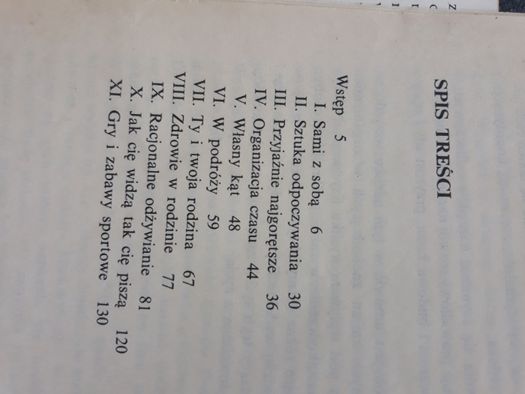 SPIS TREŚCI
Wstęp 5
I. Sami z sobą 6
II. Sztuka odpoczywania 30
III. Przyjaźnie najgorętsze 36
IV. Organizacja czasu 44
V. Własny kąt 48
VI. W podróży 59
VII. Ty i twoja rodzina 67
VIII. Zdrowie w rodzinie 77
IX. Racjonalne odżywianie 81
X. Jak cię widzą tak cię piszą 120
XI. Gry i zabawy sportowe 130